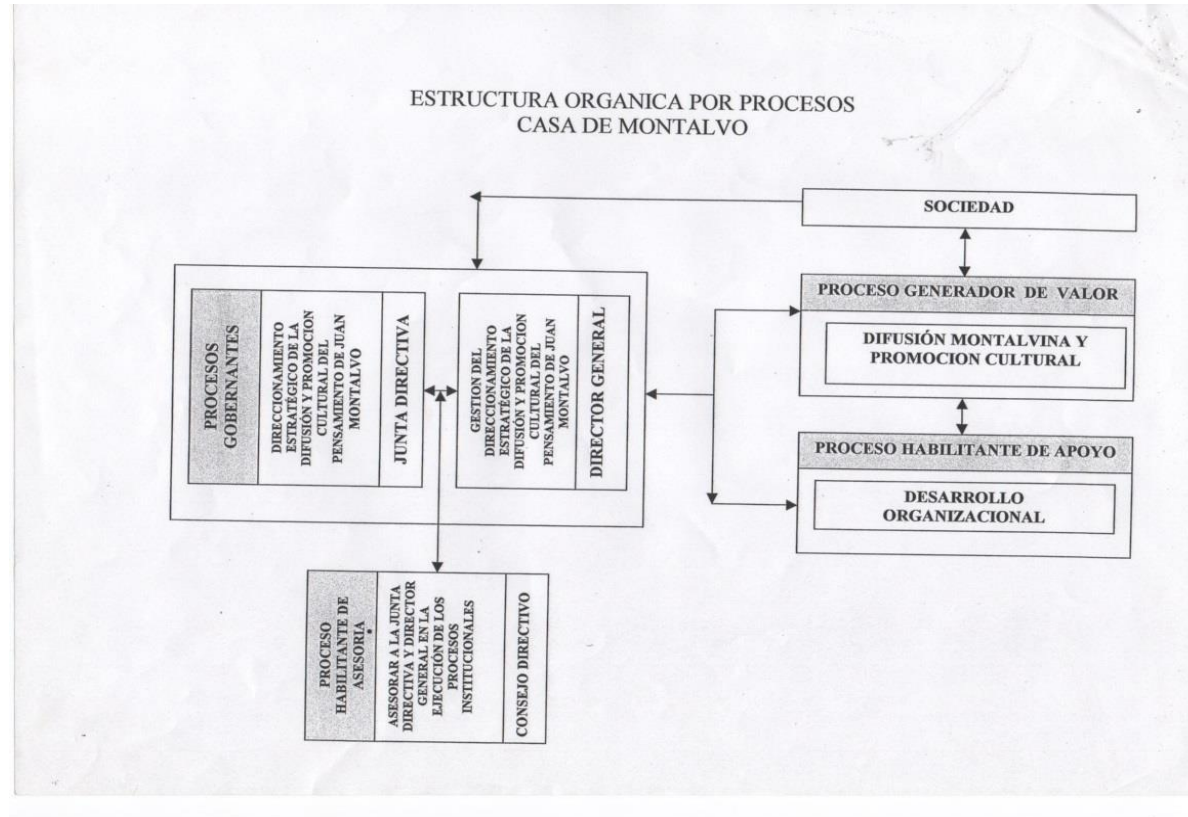 ESTRUCTURA ORGANICA POR PROCESOS
CASA DE MONTALVO
SOCIEDAD
PROCESO GENERADOR DE VALOR
DIFUSIÓN MONTALVINA Y
PROMOCION CULTURAL
PROCESO HABILITANTE DE APOYO
DESARROLLO
ORGANIZACIONAL
PROCESOS
GOBERNANTES
DIRECCIONAMIENTO
ESTRATÉGICO DE LA
DIFUSIÓN Y PROMOCION
CULTURAL DEL
PENSAMIENTO DE JUAN
MONTALVO
JUNTA DIRECTIVA
GESTION DEL
DIRECCIONAMIENTO
ESTRATÉGICO DE LA
DIFUSIÓN Y PROMOCION
CULTURAL DEL
PENSAMIENTO DE JUAN
MONTALVO
DIRECTOR GENERAL
PROCESO
HABILITANTE DE
ASESORIA
ASESORAR A LA JUNTA
DIRECTIVA Y DIRECTOR
GENERAL EN LA
EJECUCIÓN DE LOS
PROCESOS
INSTITUCIONALES
CONSEJO DIRECTIVO